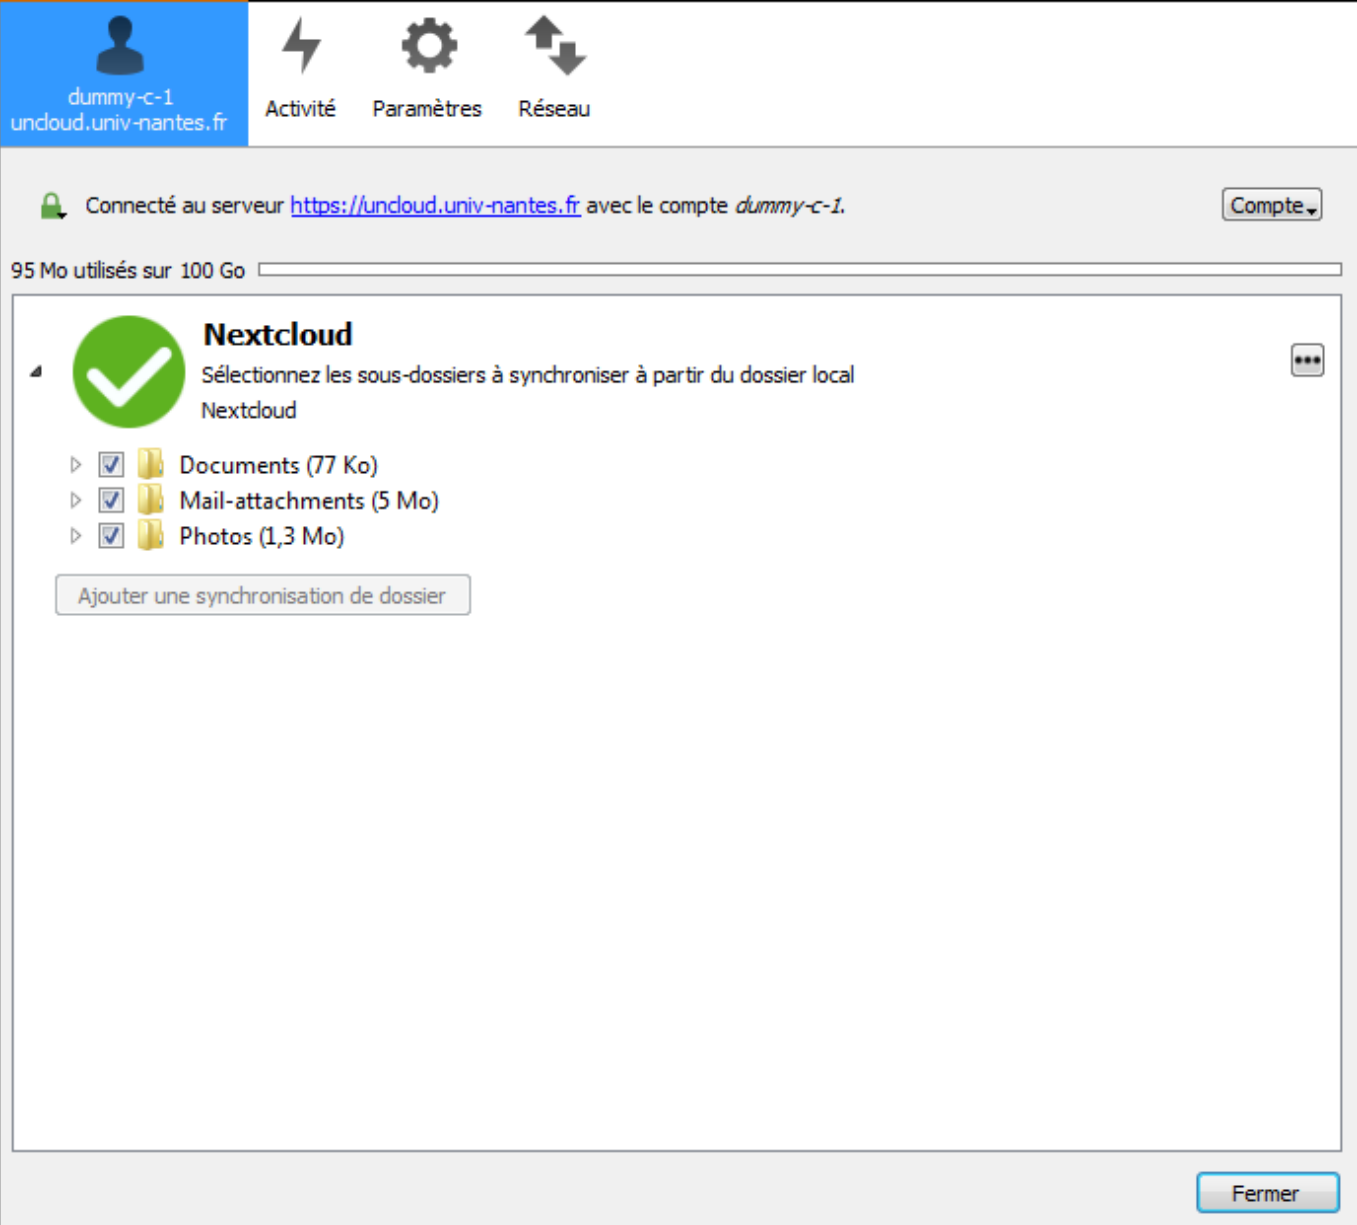 dummy-c-1
uncloud.univ-nantes.fr
Activité
Paramètres
Réseau
Connecté au serveur https://uncloud.univ-nantes.fr avec le compte dummy-c-1.
Compte
95 Mo utilisés sur 100 Go
Nextcloud
Sélectionnez les sous-dossiers à synchroniser à partir du dossier local
Nextcloud
Documents (77 Ko)
Mail-attachments (5 Mo)
Photos (1,3 Mo)
Ajouter une synchronisation de dossier
Fermer